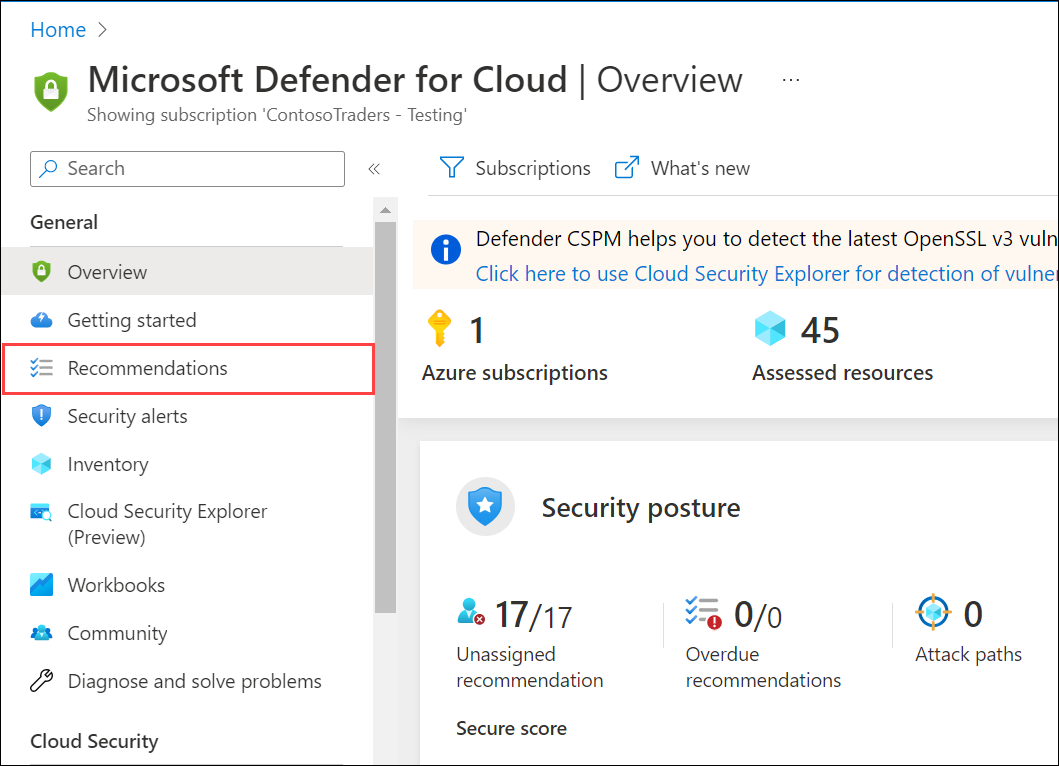 Home >
Microsoft Defender for Cloud | Overview ...
Showing subscription 'ContosoTraders - Testing'
Search
«
General
Overview
Getting started
Recommendations
Security alerts
Inventory
Cloud Security Explorer
(Preview)
Workbooks
Community
Diagnose and solve problems
Cloud Security
Subscriptions
What's new
Defender CSPM helps you to detect the latest OpenSSL v3 vuln
Click here to use Cloud Security Explorer for detection of vulner
1
Azure subscriptions
45
Assessed resources
Security posture
17/17
Unassigned
recommendation
0/0
Overdue
recommendations
0
Attack paths
Secure score